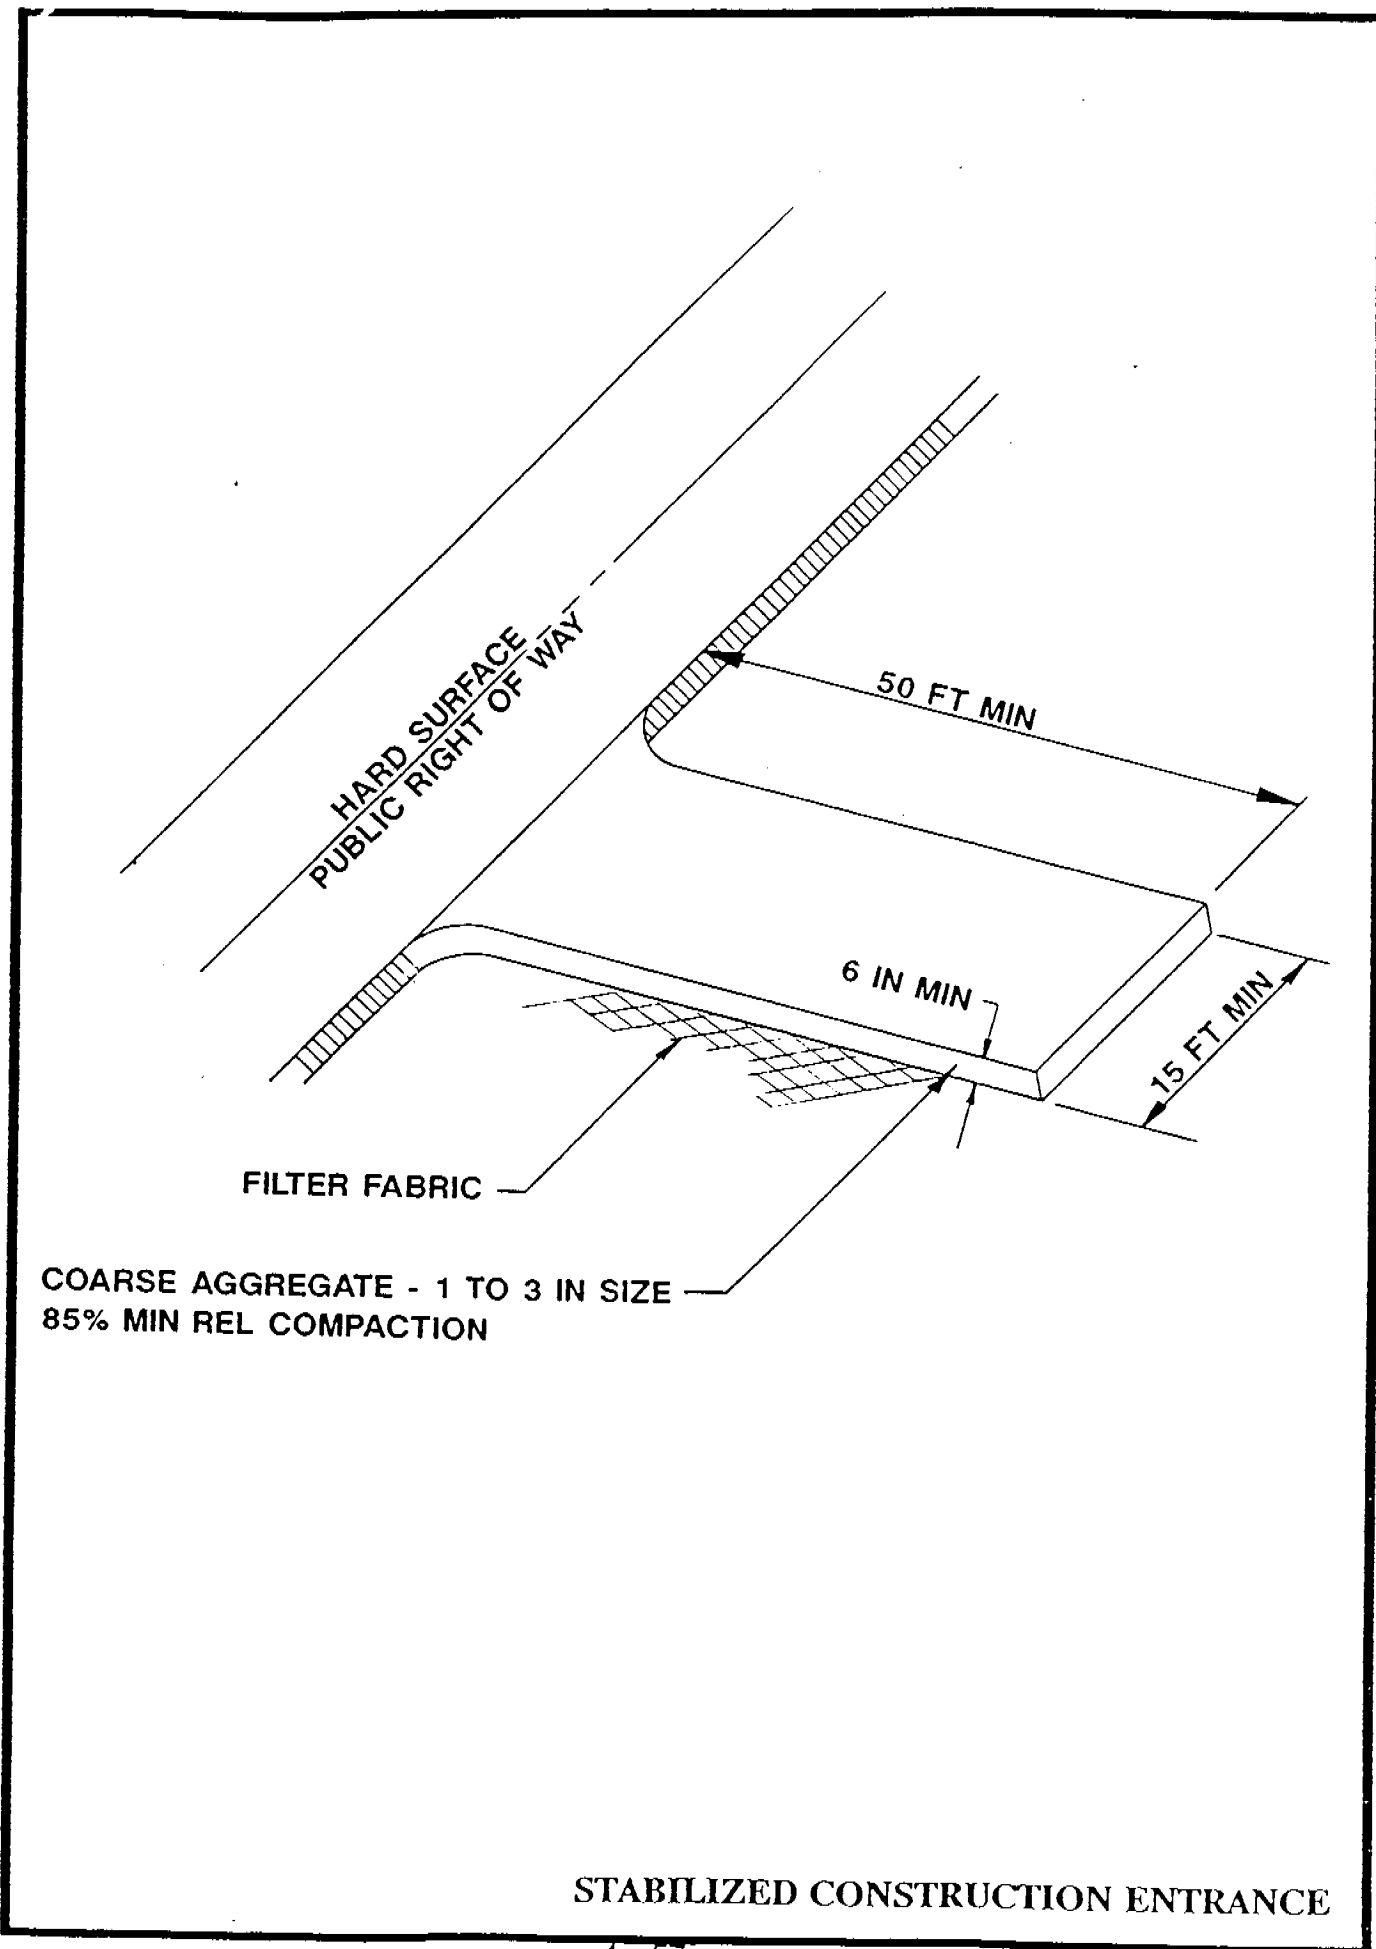 HARD SURFACE
PUBLIC RIGHT OF WAY
50 FT MIN
6 IN MIN
15 FT MIN
FILTER FABRIC
COARSE AGGREGATE - 1 TO 3 IN SIZE
85% MIN REL COMPACTION
STABILIZED CONSTRUCTION ENTRANCE